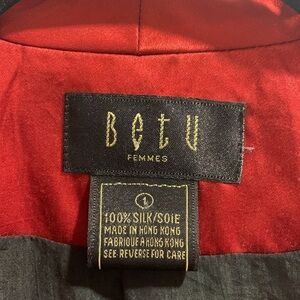 BetU
FEMMES
1
100% SILK/SOIE
MADE IN HONG KONG
FABRIQUÉ A HONG KONG
SEE REVERSE FOR CARE